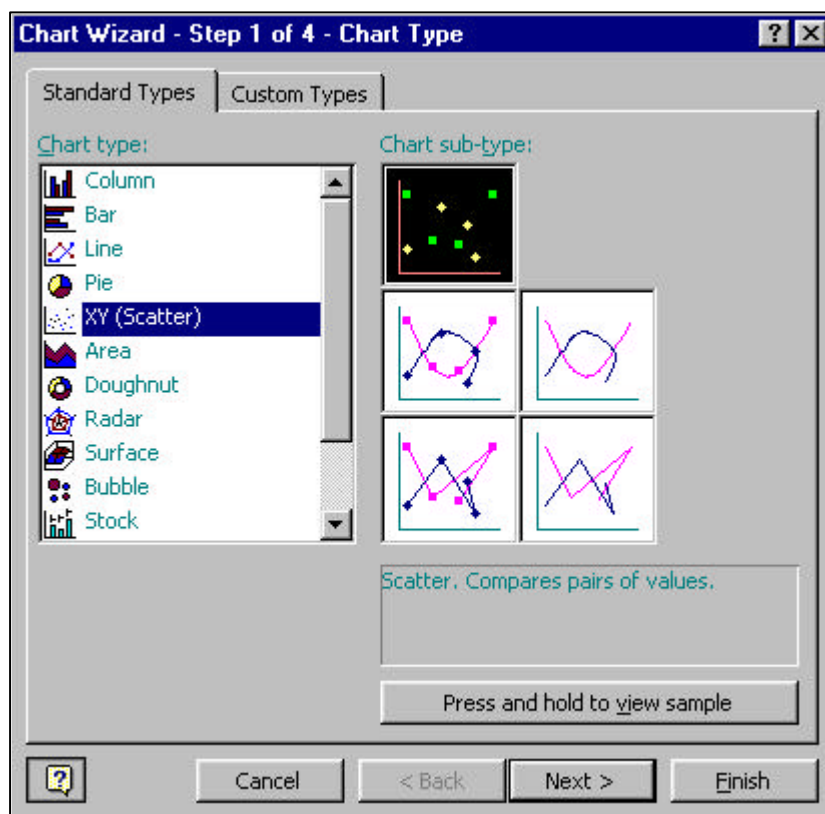 Chart Wizard - Step 1 of 4 - Chart Type
Standard Types
Custom Types
Chart type:
Column
Bar
Line
Pie
XY (Scatter)
Area
Doughnut
Radar
Surface
Bubble
Stock
Chart sub-type:
Scatter. Compares pairs of values.
Press and hold to view sample
Cancel
< Back
Next >
Finish